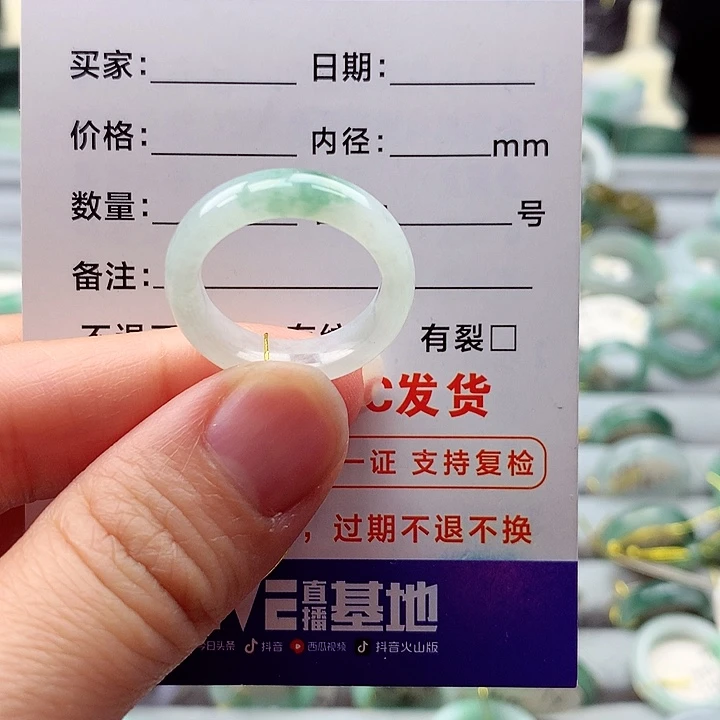 买家：日期：
价格：内径：mm
数量：号
备注：
有裂□
C发货
一证 支持复检
，过期不退不换
直播基地
抖音 西瓜视频 抖音火山版